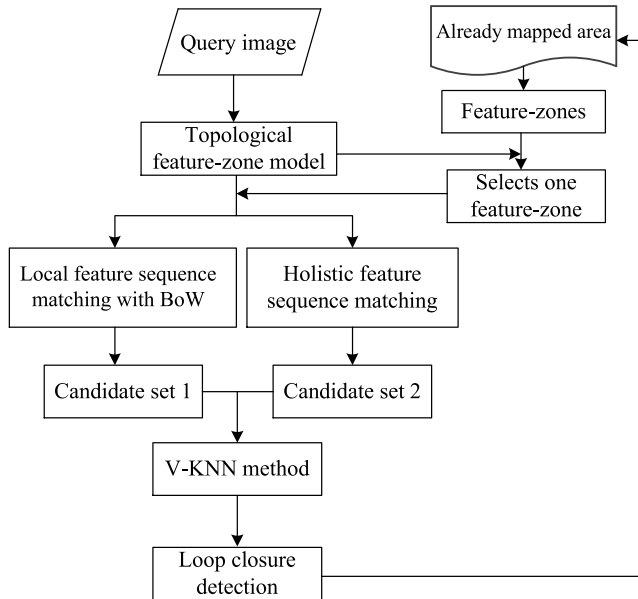 Query image
Already mapped area
Feature-zones
Topological
feature-zone model
Selects one
feature-zone
Local feature sequence
matching with BoW
Holistic feature
sequence matching
Candidate set 1
Candidate set 2
V-KNN method
Loop closure
detection